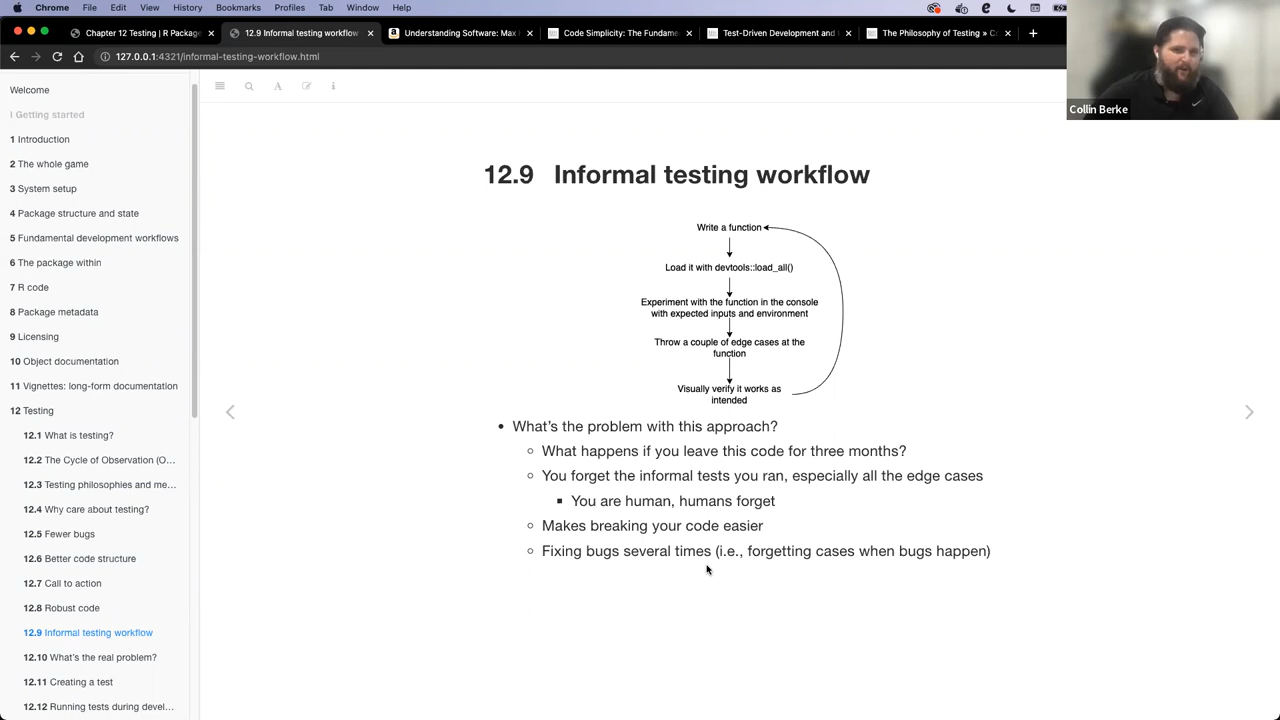 Chrome File Edit View History Bookmarks Profiles Tab Window Help
Chapter 12 Testing | R Packag
12.9 Informal testing workflow
Understanding Software: Max
Code Simplicity: The Fundame
Test-Driven Development and
The Philosophy of Testing » C
127.0.0.1:4321/informal-testing-workflow.html
Collin Berke
Welcome
I Getting started
1 Introduction
2 The whole game
3 System setup
4 Package structure and state
5 Fundamental development workflows
6 The package within
7 R code
8 Package metadata
9 Licensing
10 Object documentation
11 Vignettes: long-form documentation
12 Testing
12.1 What is testing?
12.2 The Cycle of Observation (O...
12.3 Testing philosophies and me...
12.4 Why care about testing?
12.5 Fewer bugs
12.6 Better code structure
12.7 Call to action
12.8 Robust code
12.9 Informal testing workflow
12.10 What's the real problem?
12.11 Creating a test
12.12 Running tests during devel...
12.9 Informal testing workflow
Write a function
Load it with devtools::load_all()
Experiment with the function in the console
with expected inputs and environment
Throw a couple of edge cases at the
function
Visually verify it works as
intended
• What's the problem with this approach?
What happens if you leave this code for three months?
You forget the informal tests you ran, especially all the edge cases
You are human, humans forget
Makes breaking your code easier
Fixing bugs several times (i.e., forgetting cases when bugs happen)